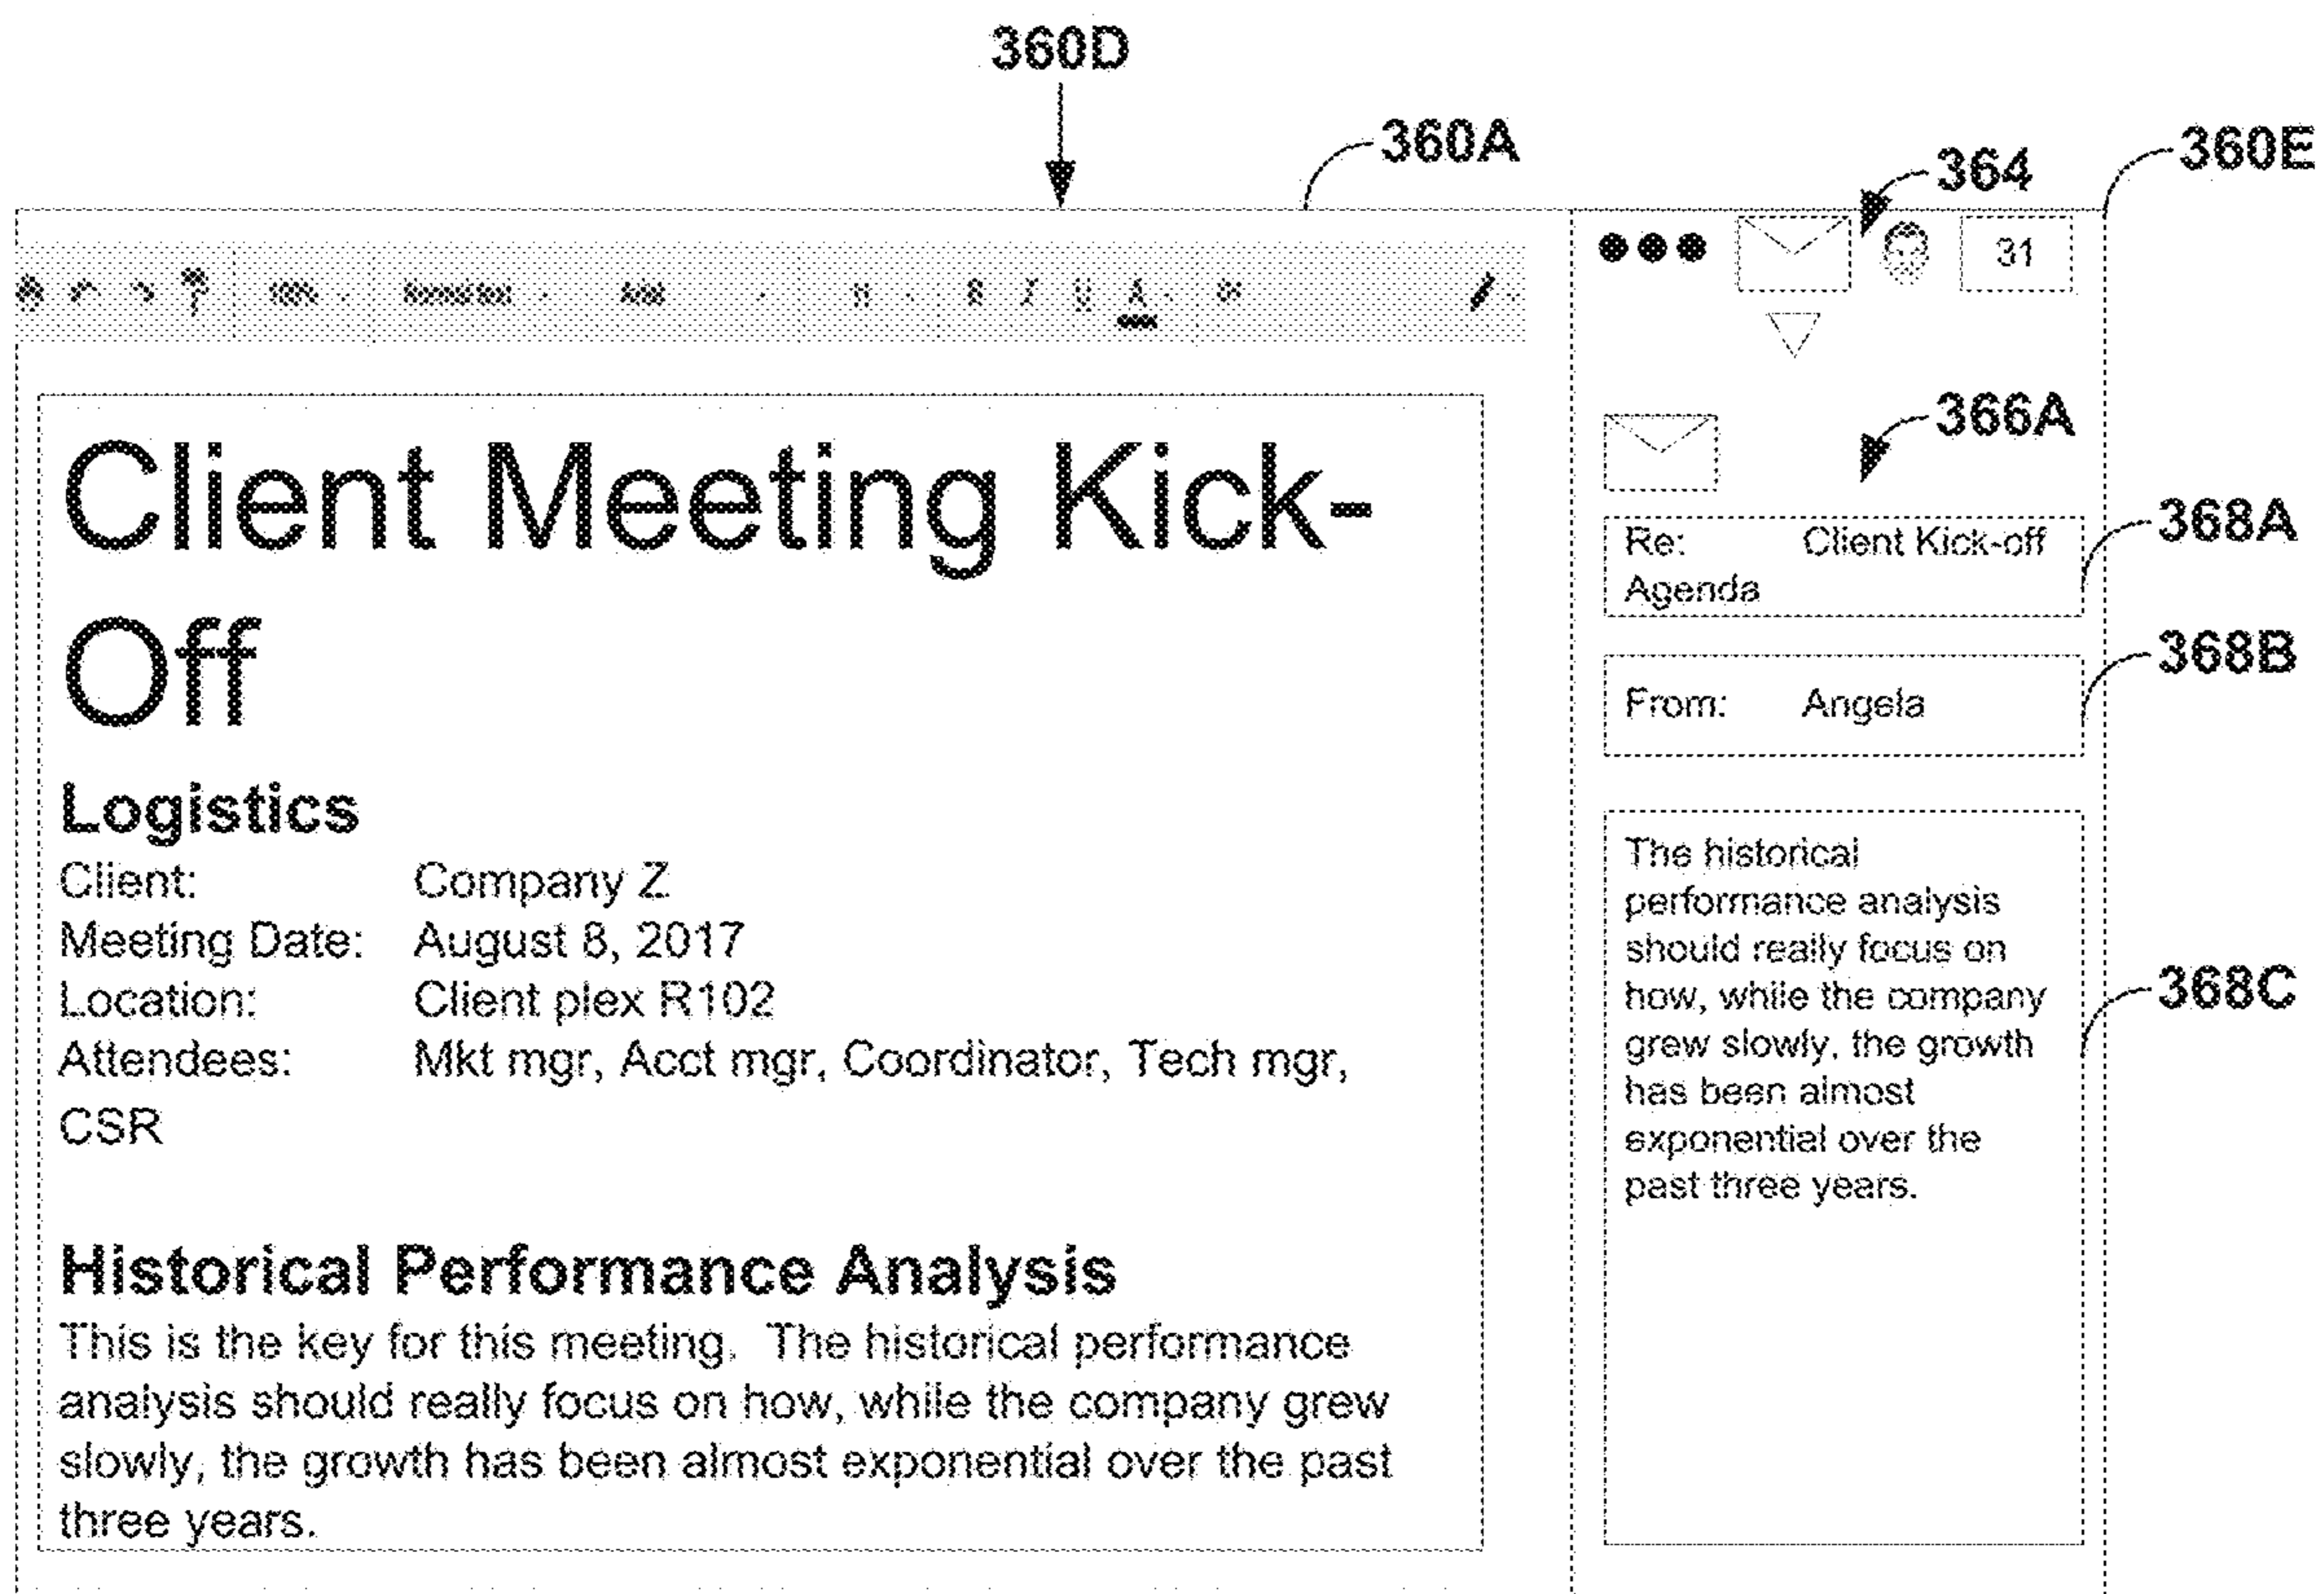 360D
360A
360E
364
31
100%
Normal text
Arial
11
B I U A
366A
Client Meeting Kick-
Off
Re: Client Kick-off
Agenda
368A
From: Angela
368B
Logistics
Client: Company Z
Meeting Date: August 8, 2017
Location: Client plex R102
Attendees: Mkt mgr, Acct mgr, Coordinator, Tech mgr,
CSR
Historical Performance Analysis
This is the key for this meeting. The historical performance
analysis should really focus on how, while the company grew
slowly, the growth has been almost exponential over the past
three years.
The historical
performance analysis
should really focus on
how, while the company
grew slowly, the growth
has been almost
exponential over the
past three years.
368C